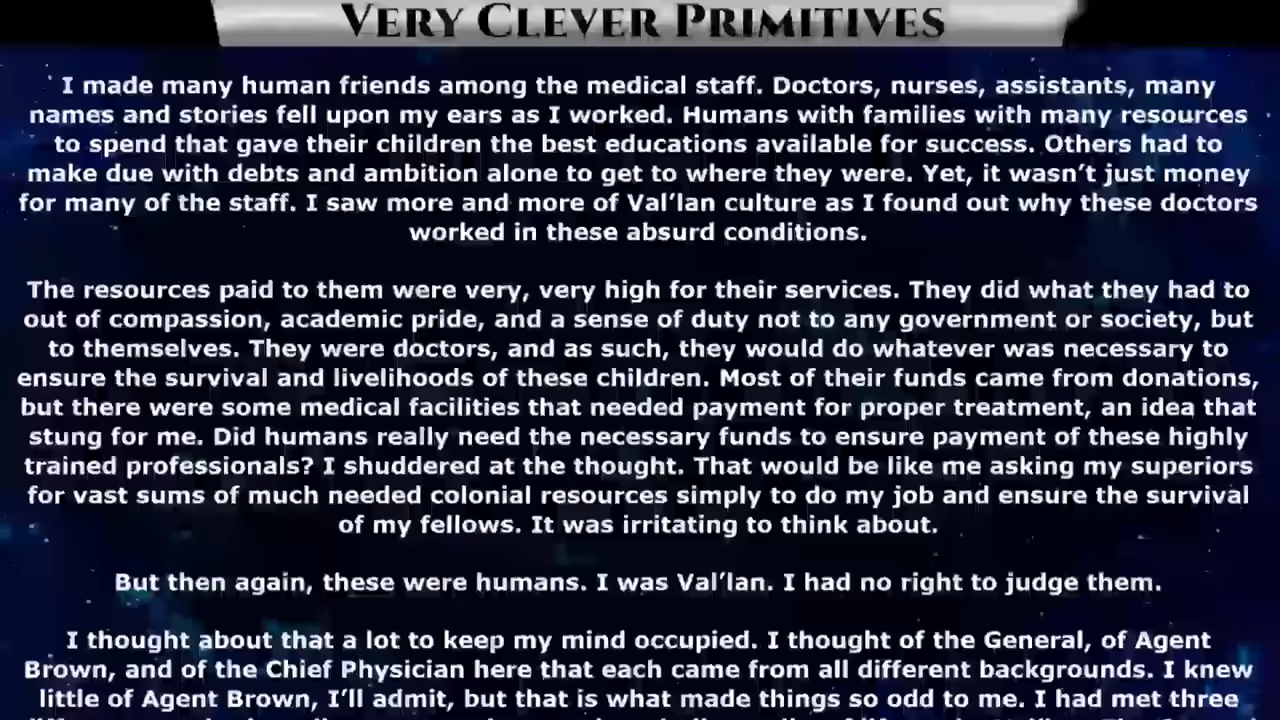 VERY CLEVER PRIMITIVES
I made many human friends among the medical staff. Doctors, nurses, assistants, many
names and stories fell upon my ears as I worked. Humans with families with many resources
to spend that gave their children the best educations available for success. Others had to
make due with debts and ambition alone to get to where they were. Yet, it wasn't just money
for many of the staff. I saw more and more of Val'lan culture as I found out why these doctors
worked in these absurd conditions.
The resources paid to them were very, very high for their services. They did what they had to
out of compassion, academic pride, and a sense of duty not to any government or society, but
to themselves. They were doctors, and as such, they would do whatever was necessary to
ensure the survival and livelihoods of these children. Most of their funds came from donations,
but there were some medical facilities that needed payment for proper treatment, an idea that
stung for me. Did humans really need the necessary funds to ensure payment of these highly
trained professionals? I shuddered at the thought. That would be like me asking my superiors
for vast sums of much needed colonial resources simply to do my job and ensure the survival
of my fellows. It was irritating to think about.
But then again, these were humans. I was Val'lan. I had no right to judge them.
I thought about that a lot to keep my mind occupied. I thought of the General, of Agent
Brown, and of the Chief Physician here that each came from all different backgrounds. I knew
little of Agent Brown, I'll admit, but that is what made things so odd to me. I had met three